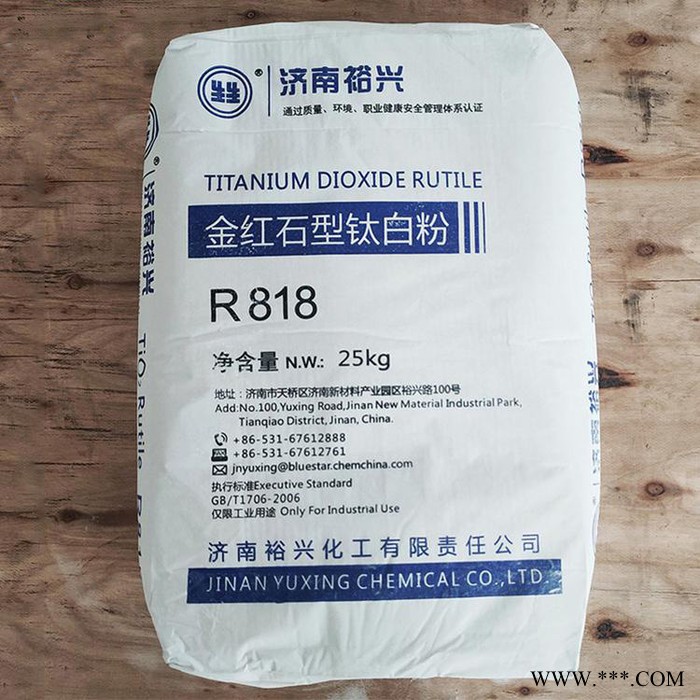 ® 济南裕兴
通过质量、环境、职业健康安全管理体系认证
TITANIUM DIOXIDE RUTILE
金红石型钛白粉
R818
净含量 N.W.: 25kg
地址: 济南市天桥区济南新材料产业园区裕兴路100号
Add:No.100,Yuxing Road,Jinan New Material Industrial Park,
Tianqiao District, Jinan, China.
+86-531-67612888
+86-531-67612761
jnyuxing@bluestar.chemchina.com
执行标准Executive Standard
GB/T1706-2006
仅限工业用途 Only For Industrial Use
济南裕兴化工有限责任公司
JINAN YUXING CHEMICAL CO.,LTD.
® 济南裕兴
TiO₂ Rutile
WWW.***.COM